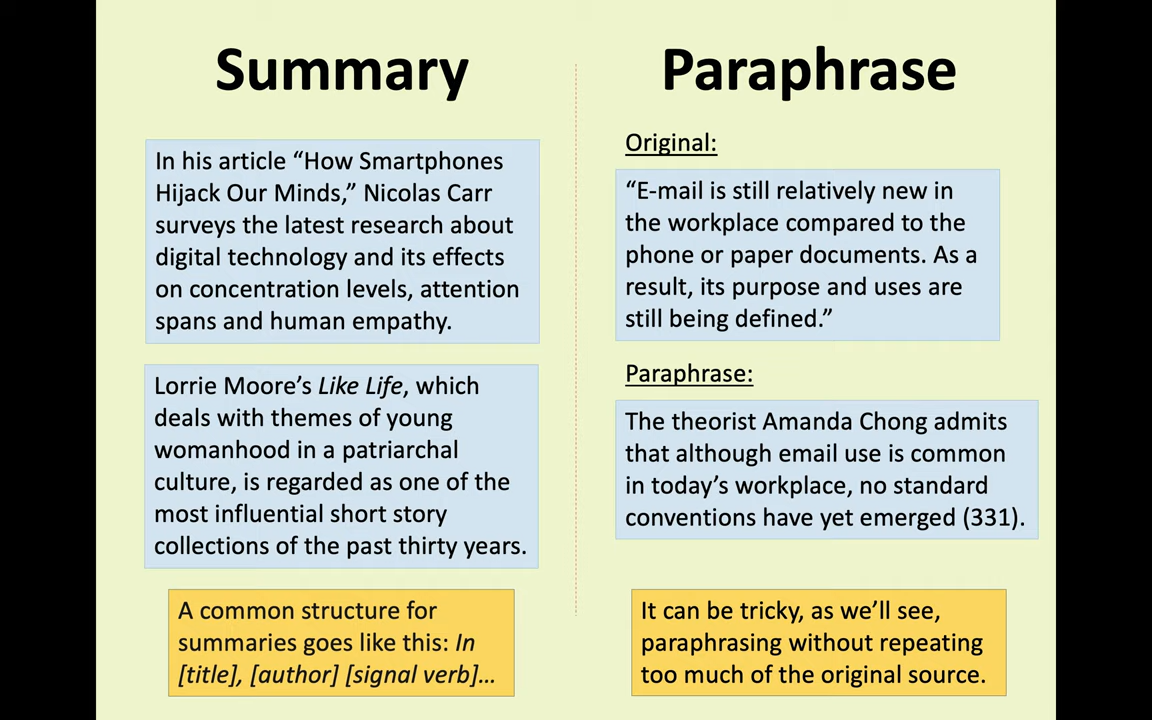 Summary
In his article “How Smartphones
Hijack Our Minds,” Nicolas Carr
surveys the latest research about
digital technology and its effects
on concentration levels, attention
spans and human empathy.
Lorrie Moore’s Like Life, which
deals with themes of young
womanhood in a patriarchal
culture, is regarded as one of the
most influential short story
collections of the past thirty years.
A common structure for
summaries goes like this: In
[title], [author] [signal verb]...
Paraphrase
Original:
“E-mail is still relatively new in
the workplace compared to the
phone or paper documents. As a
result, its purpose and uses are
still being defined.”
Paraphrase:
The theorist Amanda Chong admits
that although email use is common
in today’s workplace, no standard
conventions have yet emerged (331).
It can be tricky, as we’ll see,
paraphrasing without repeating
too much of the original source.